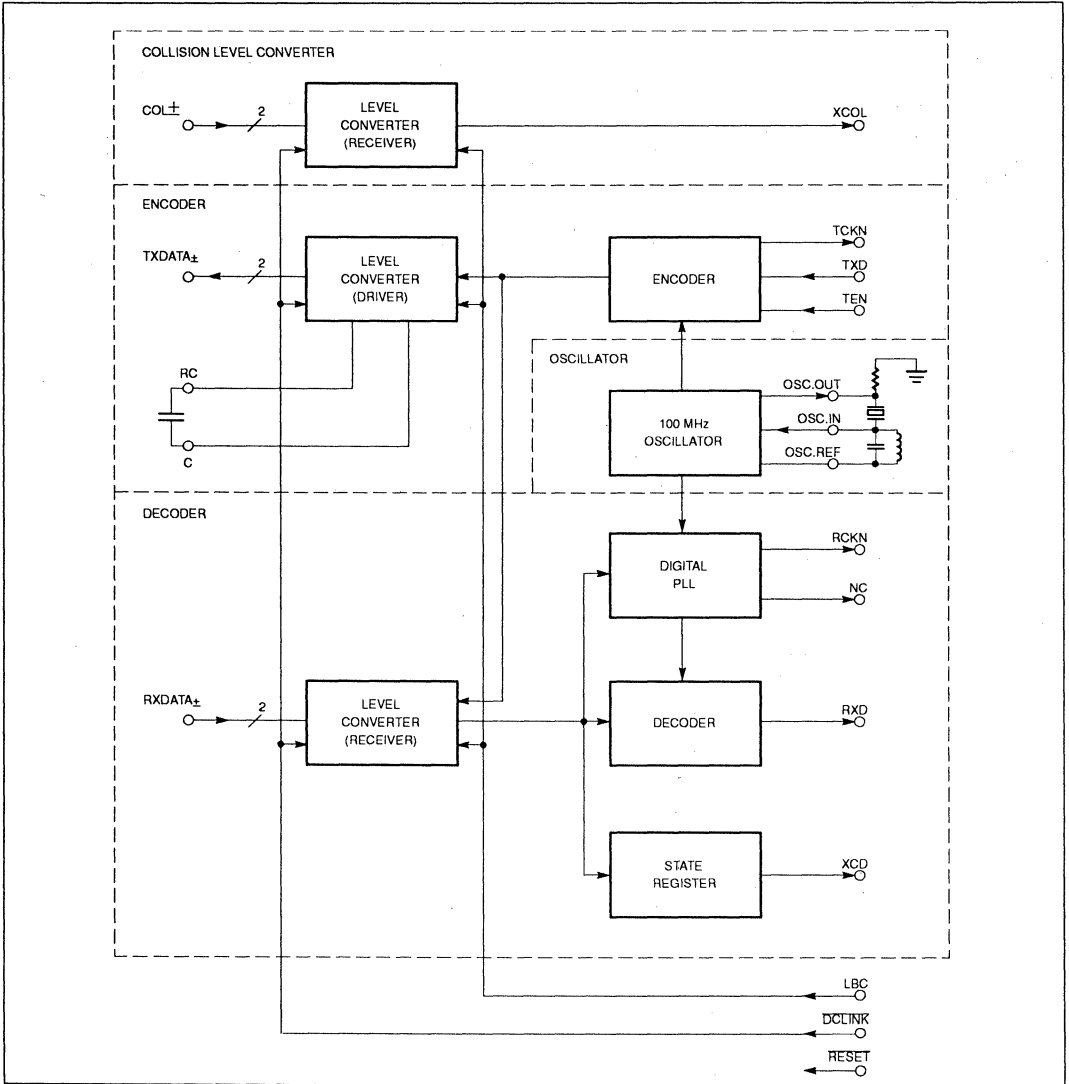 COLLISION LEVEL CONVERTER
COL±
2
LEVEL
CONVERTER
(RECEIVER)
XCOL
ENCODER
TXDATA±
2
LEVEL
CONVERTER
(DRIVER)
ENCODER
TCKN
TXD
TEN
RC
C
OSCILLATOR
100 MHz
OSCILLATOR
OSC.OUT
OSC.IN
OSC.REF
DECODER
DIGITAL
PLL
RCKN
NC
RXDATA±
2
LEVEL
CONVERTER
(RECEIVER)
DECODER
RXD
STATE
REGISTER
XCD
LBC
DCLINK
RESET